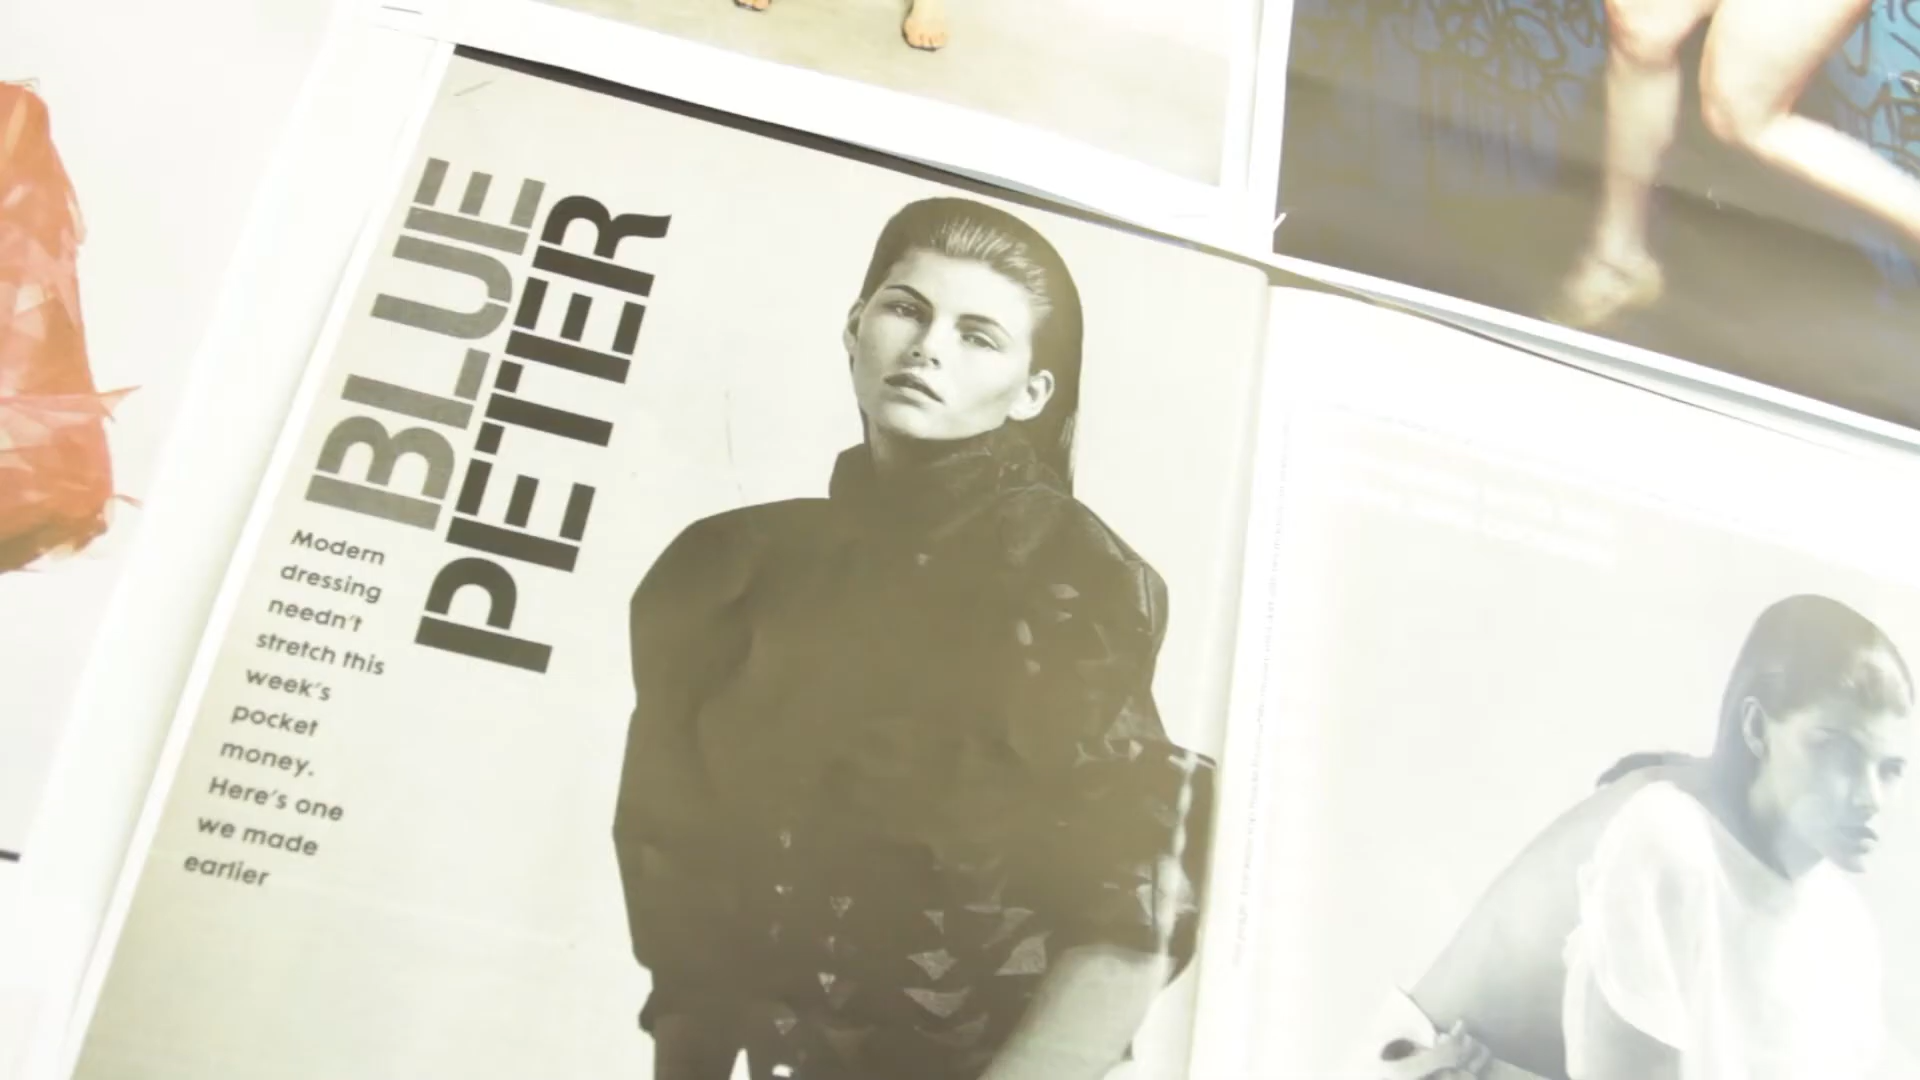 BLUE
PETER
Modern
dressing
needn't
stretch this
week's
pocket
money.
Here's one
we made
earlier